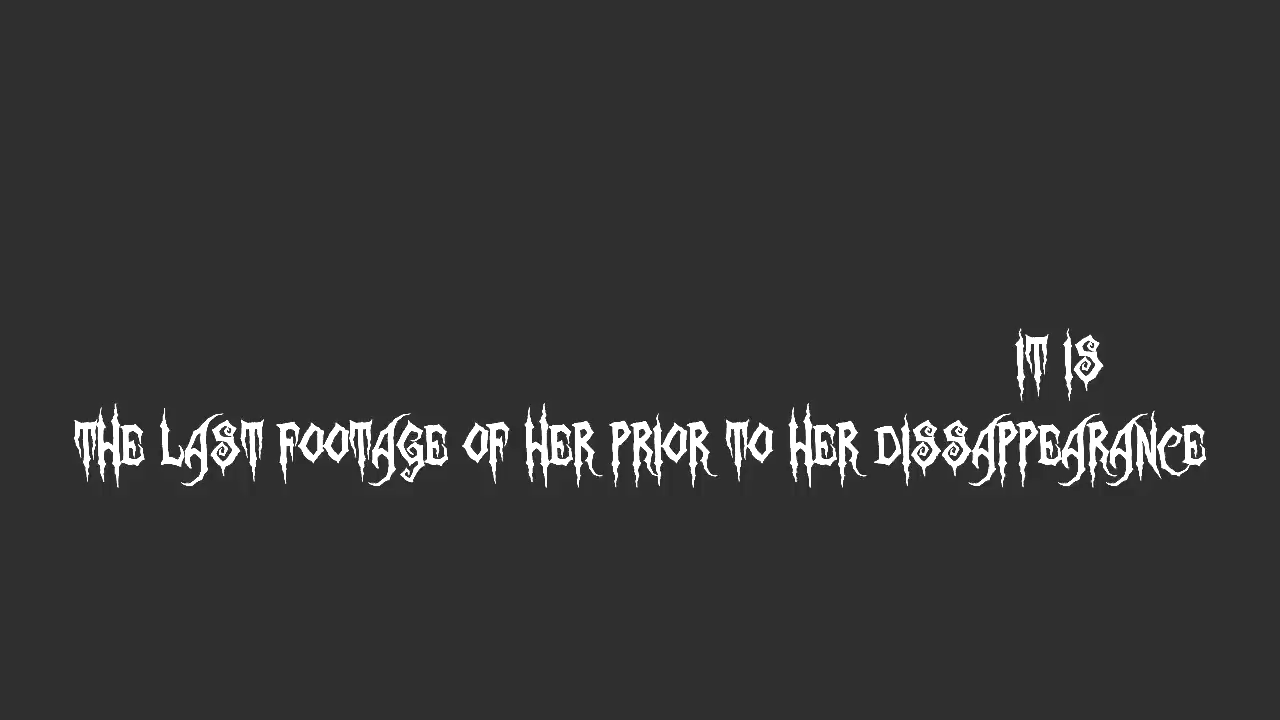 IT IS
THE LAST FOOTAGE OF HER PRIOR TO HER DISSAPPEARANCE